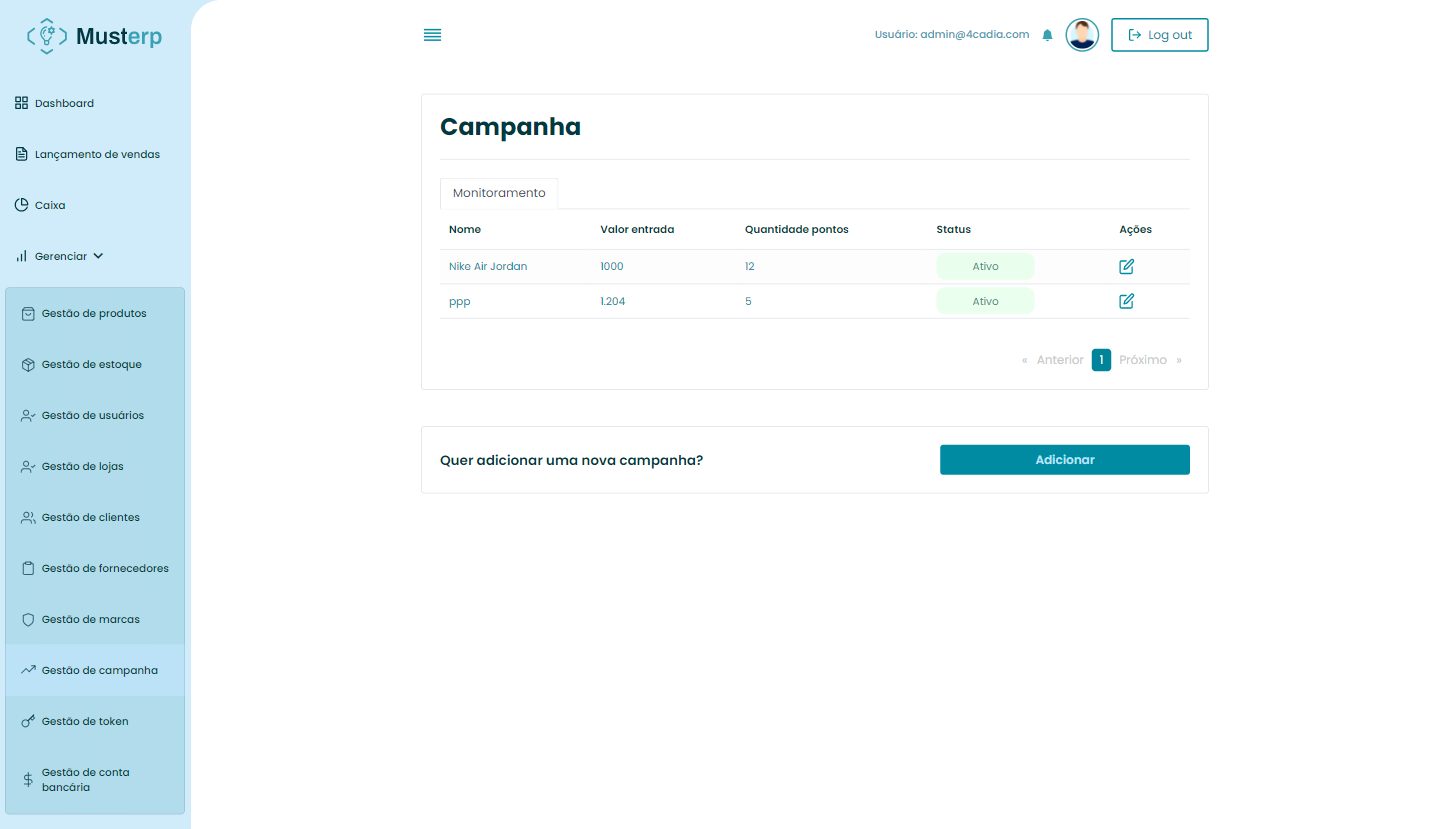 Musterp
Dashboard
Lançamento de vendas
Caixa
Gerenciar
Gestão de produtos
Gestão de estoque
Gestão de usuários
Gestão de lojas
Gestão de clientes
Gestão de fornecedores
Gestão de marcas
Gestão de campanha
Gestão de token
Gestão de conta
bancária
Usuário: admin@4cadia.com
Log out
Campanha
Monitoramento
Nome Valor entrada Quantidade pontos Status Ações
Nike Air Jordan 1000 12 Ativo
ppp 1.204 5 Ativo
« Anterior 1 Próximo »
Quer adicionar uma nova campanha? Adicionar